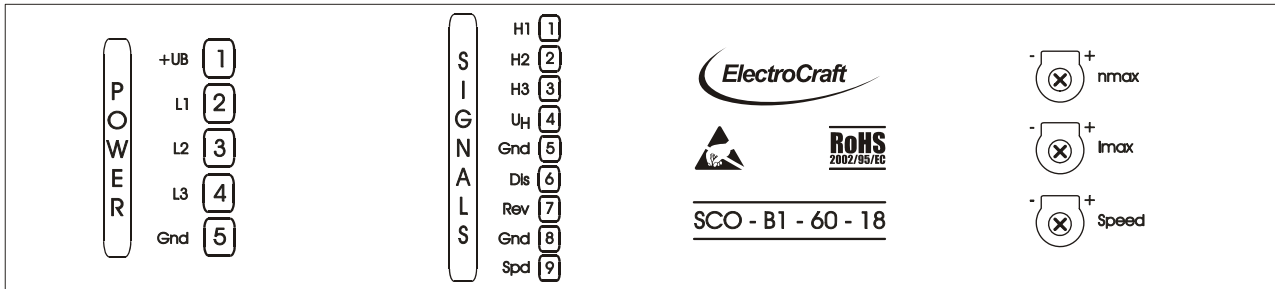 POWER
+UB 1
L1 2
L2 3
L3 4
Gnd 5
SIGNALS
H1 1
H2 2
H3 3
UH 4
Gnd 5
Dis 6
Rev 7
Gnd 8
Spd 9
ElectroCraft
RoHS
2002/95/EC
SCO - B1 - 60 - 18
- + nmax
- + Imax
- + Speed